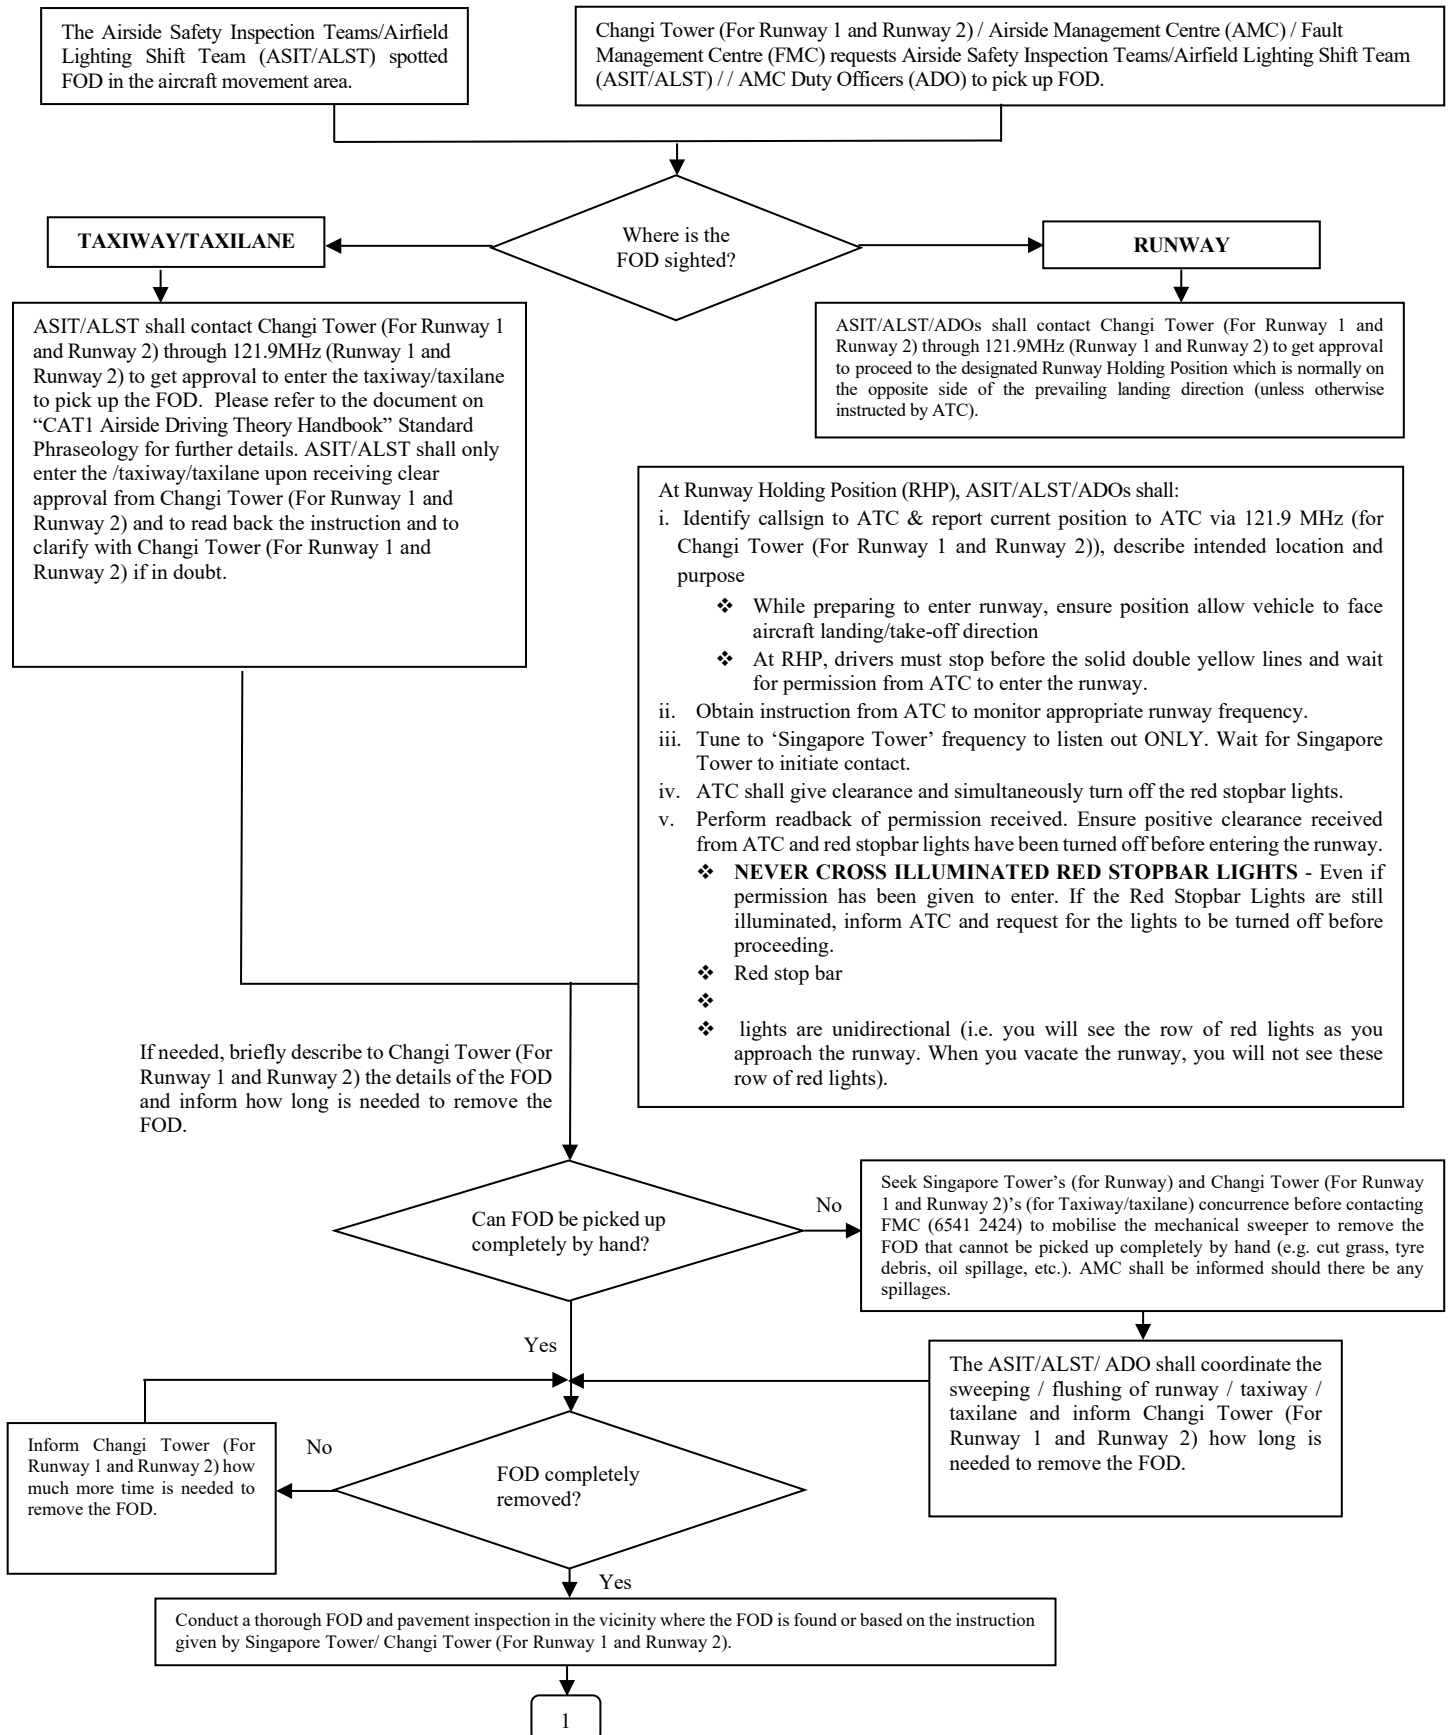 The Airside Safety Inspection Teams/Airfield
Lighting Shift Team (ASIT/ALST) spotted
FOD in the aircraft movement area.
Changi Tower (For Runway 1 and Runway 2) / Airside Management Centre (AMC) / Fault
Management Centre (FMC) requests Airside Safety Inspection Teams/Airfield Lighting Shift Team
(ASIT/ALST) / / AMC Duty Officers (ADO) to pick up FOD.
Where is the
FOD sighted?
TAXIWAY/TAXILANE
RUNWAY
ASIT/ALST shall contact Changi Tower (For Runway 1
and Runway 2) through 121.9MHz (Runway 1 and
Runway 2) to get approval to enter the taxiway/taxilane
to pick up the FOD. Please refer to the document on
“CAT1 Airside Driving Theory Handbook” Standard
Phraseology for further details. ASIT/ALST shall only
enter the /taxiway/taxilane upon receiving clear
approval from Changi Tower (For Runway 1 and
Runway 2) and to read back the instruction and to
clarify with Changi Tower (For Runway 1 and
Runway 2) if in doubt.
ASIT/ALST/ADOs shall contact Changi Tower (For Runway 1 and
Runway 2) through 121.9MHz (Runway 1 and Runway 2) to get approval
to proceed to the designated Runway Holding Position which is normally on
the opposite side of the prevailing landing direction (unless otherwise
instructed by ATC).
At Runway Holding Position (RHP), ASIT/ALST/ADOs shall:
i. Identify callsign to ATC & report current position to ATC via 121.9 MHz (for
Changi Tower (For Runway 1 and Runway 2)), describe intended location and
purpose
❖ While preparing to enter runway, ensure position allow vehicle to face
aircraft landing/take-off direction
❖ At RHP, drivers must stop before the solid double yellow lines and wait
for permission from ATC to enter the runway.
ii. Obtain instruction from ATC to monitor appropriate runway frequency.
iii. Tune to ‘Singapore Tower’ frequency to listen out ONLY. Wait for Singapore
Tower to initiate contact.
iv. ATC shall give clearance and simultaneously turn off the red stopbar lights.
v. Perform readback of permission received. Ensure positive clearance received
from ATC and red stopbar lights have been turned off before entering the runway.
❖ NEVER CROSS ILLUMINATED RED STOPBAR LIGHTS - Even if
permission has been given to enter. If the Red Stopbar Lights are still
illuminated, inform ATC and request for the lights to be turned off before
proceeding.
❖ Red stop bar
❖
❖ lights are unidirectional (i.e. you will see the row of red lights as you
approach the runway. When you vacate the runway, you will not see these
row of red lights).
If needed, briefly describe to Changi Tower (For
Runway 1 and Runway 2) the details of the FOD
and inform how long is needed to remove the
FOD.
Can FOD be picked up
completely by hand?
No
Seek Singapore Tower’s (for Runway) and Changi Tower (For Runway
1 and Runway 2)’s (for Taxiway/taxilane) concurrence before contacting
FMC (6541 2424) to mobilise the mechanical sweeper to remove the
FOD that cannot be picked up completely by hand (e.g. cut grass, tyre
debris, oil spillage, etc.). AMC shall be informed should there be any
spillages.
Yes
The ASIT/ALST/ ADO shall coordinate the
sweeping / flushing of runway / taxiway /
taxilane and inform Changi Tower (For
Runway 1 and Runway 2) how long is
needed to remove the FOD.
Inform Changi Tower (For
Runway 1 and Runway 2) how
much more time is needed to
remove the FOD.
No
FOD completely
removed?
Yes
Conduct a thorough FOD and pavement inspection in the vicinity where the FOD is found or based on the instruction
given by Singapore Tower/ Changi Tower (For Runway 1 and Runway 2).
1